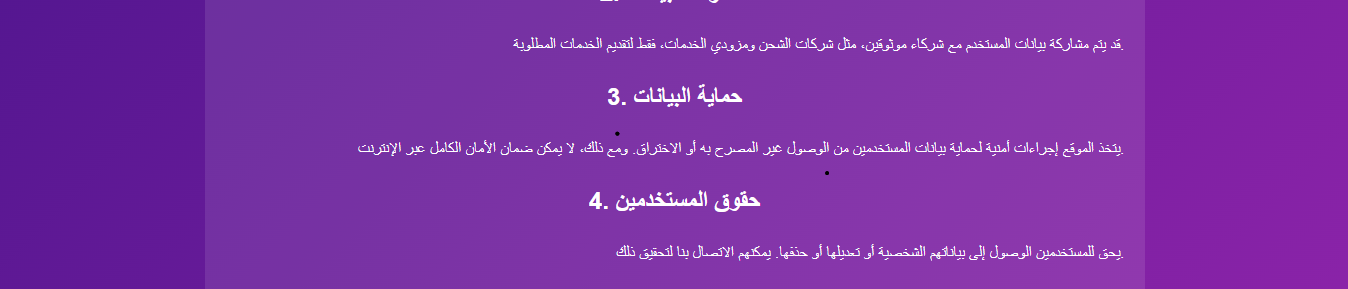 قد يتم مشاركة بيانات المستخدم مع شركاء موثوقين، مثل شركات الشحن ومزودي الخدمات، فقط لتقديم الخدمات المطلوبة.
3. حماية البيانات
يتخذ الموقع إجراءات أمنية لحماية بيانات المستخدمين من الوصول غير المصرح به أو الاختراق. ومع ذلك، لا يمكن ضمان الأمان الكامل عبر الإنترنت.
4. حقوق المستخدمين
يحق للمستخدمين الوصول إلى بياناتهم الشخصية أو تعديلها أو حذفها. يمكنهم الاتصال بنا لتحقيق ذلك.